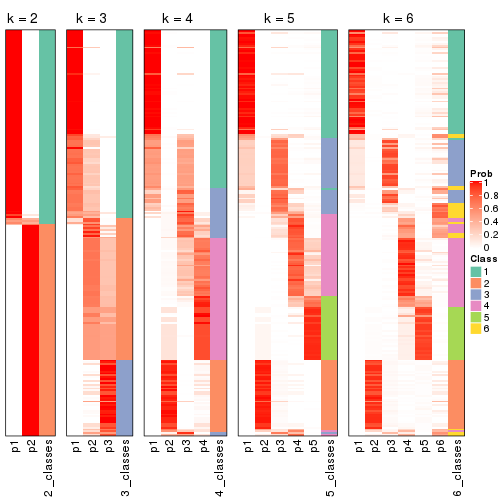 k = 2
k = 3
k = 4
k = 5
k = 6
Prob
1
0.8
0.6
0.4
0.2
0
Class
1
2
3
4
5
6
p1
p2
2_classes
p1
p2
p3
3_classes
p1
p2
p3
p4
4_classes
p1
p2
p3
p4
p5
5_classes
p1
p2
p3
p4
p5
p6
6_classes